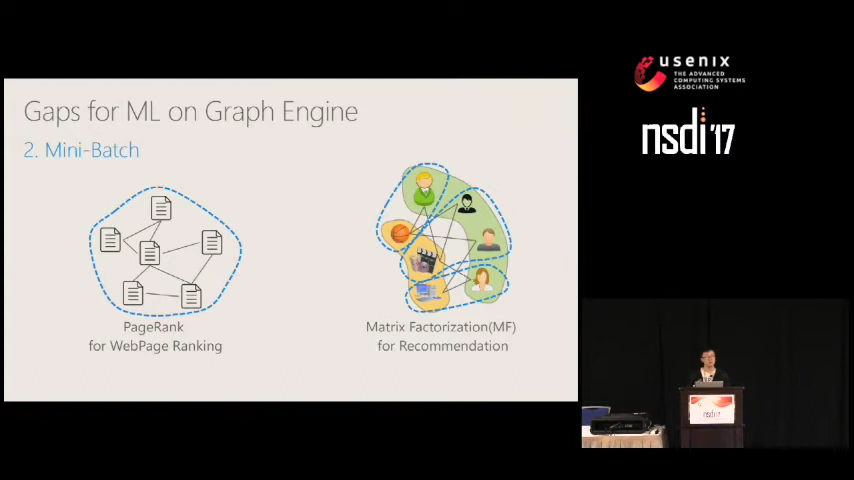 Gaps for ML on Graph Engine
2. Mini-Batch
PageRank
for WebPage Ranking
Matrix Factorization(MF)
for Recommendation
usenix
THE ADVANCED
COMPUTING SYSTEMS
ASSOCIATION
nsdi '17
nsdi